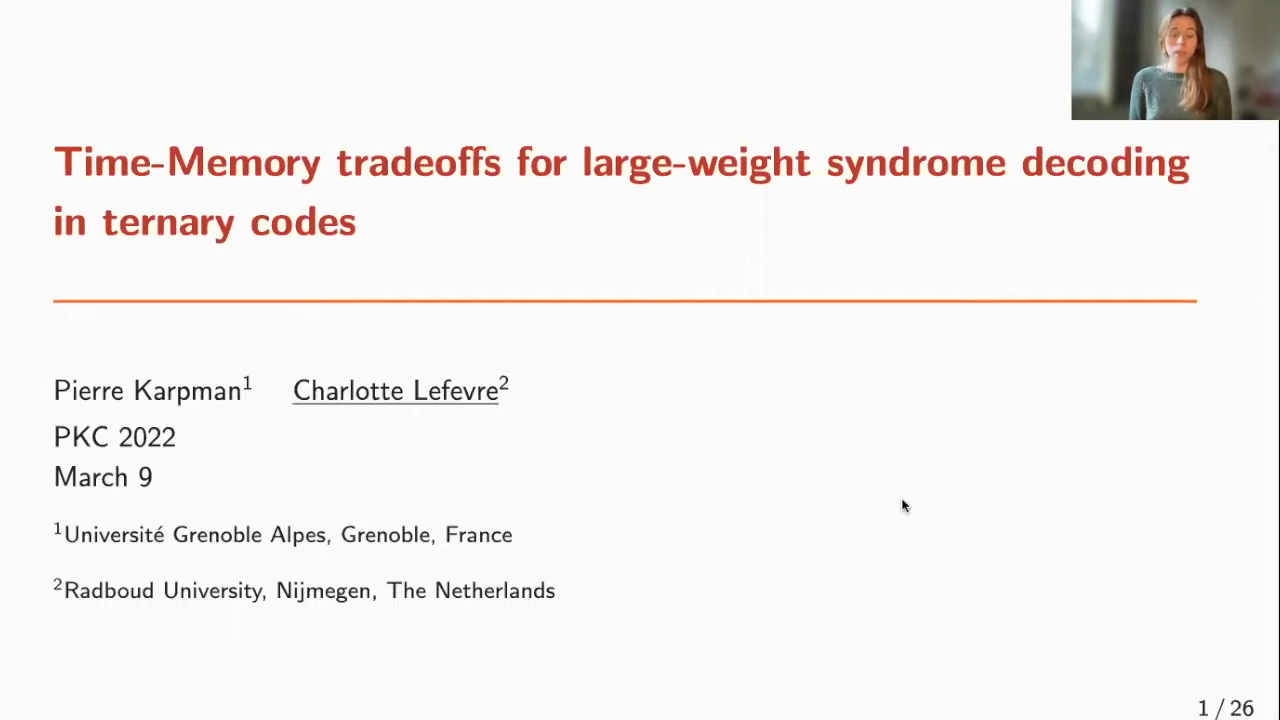 Time-Memory tradeoffs for large-weight syndrome decoding
in ternary codes
Pierre Karpman¹ Charlotte Lefevre²
PKC 2022
March 9
¹Université Grenoble Alpes, Grenoble, France
²Radboud University, Nijmegen, The Netherlands
1 / 26